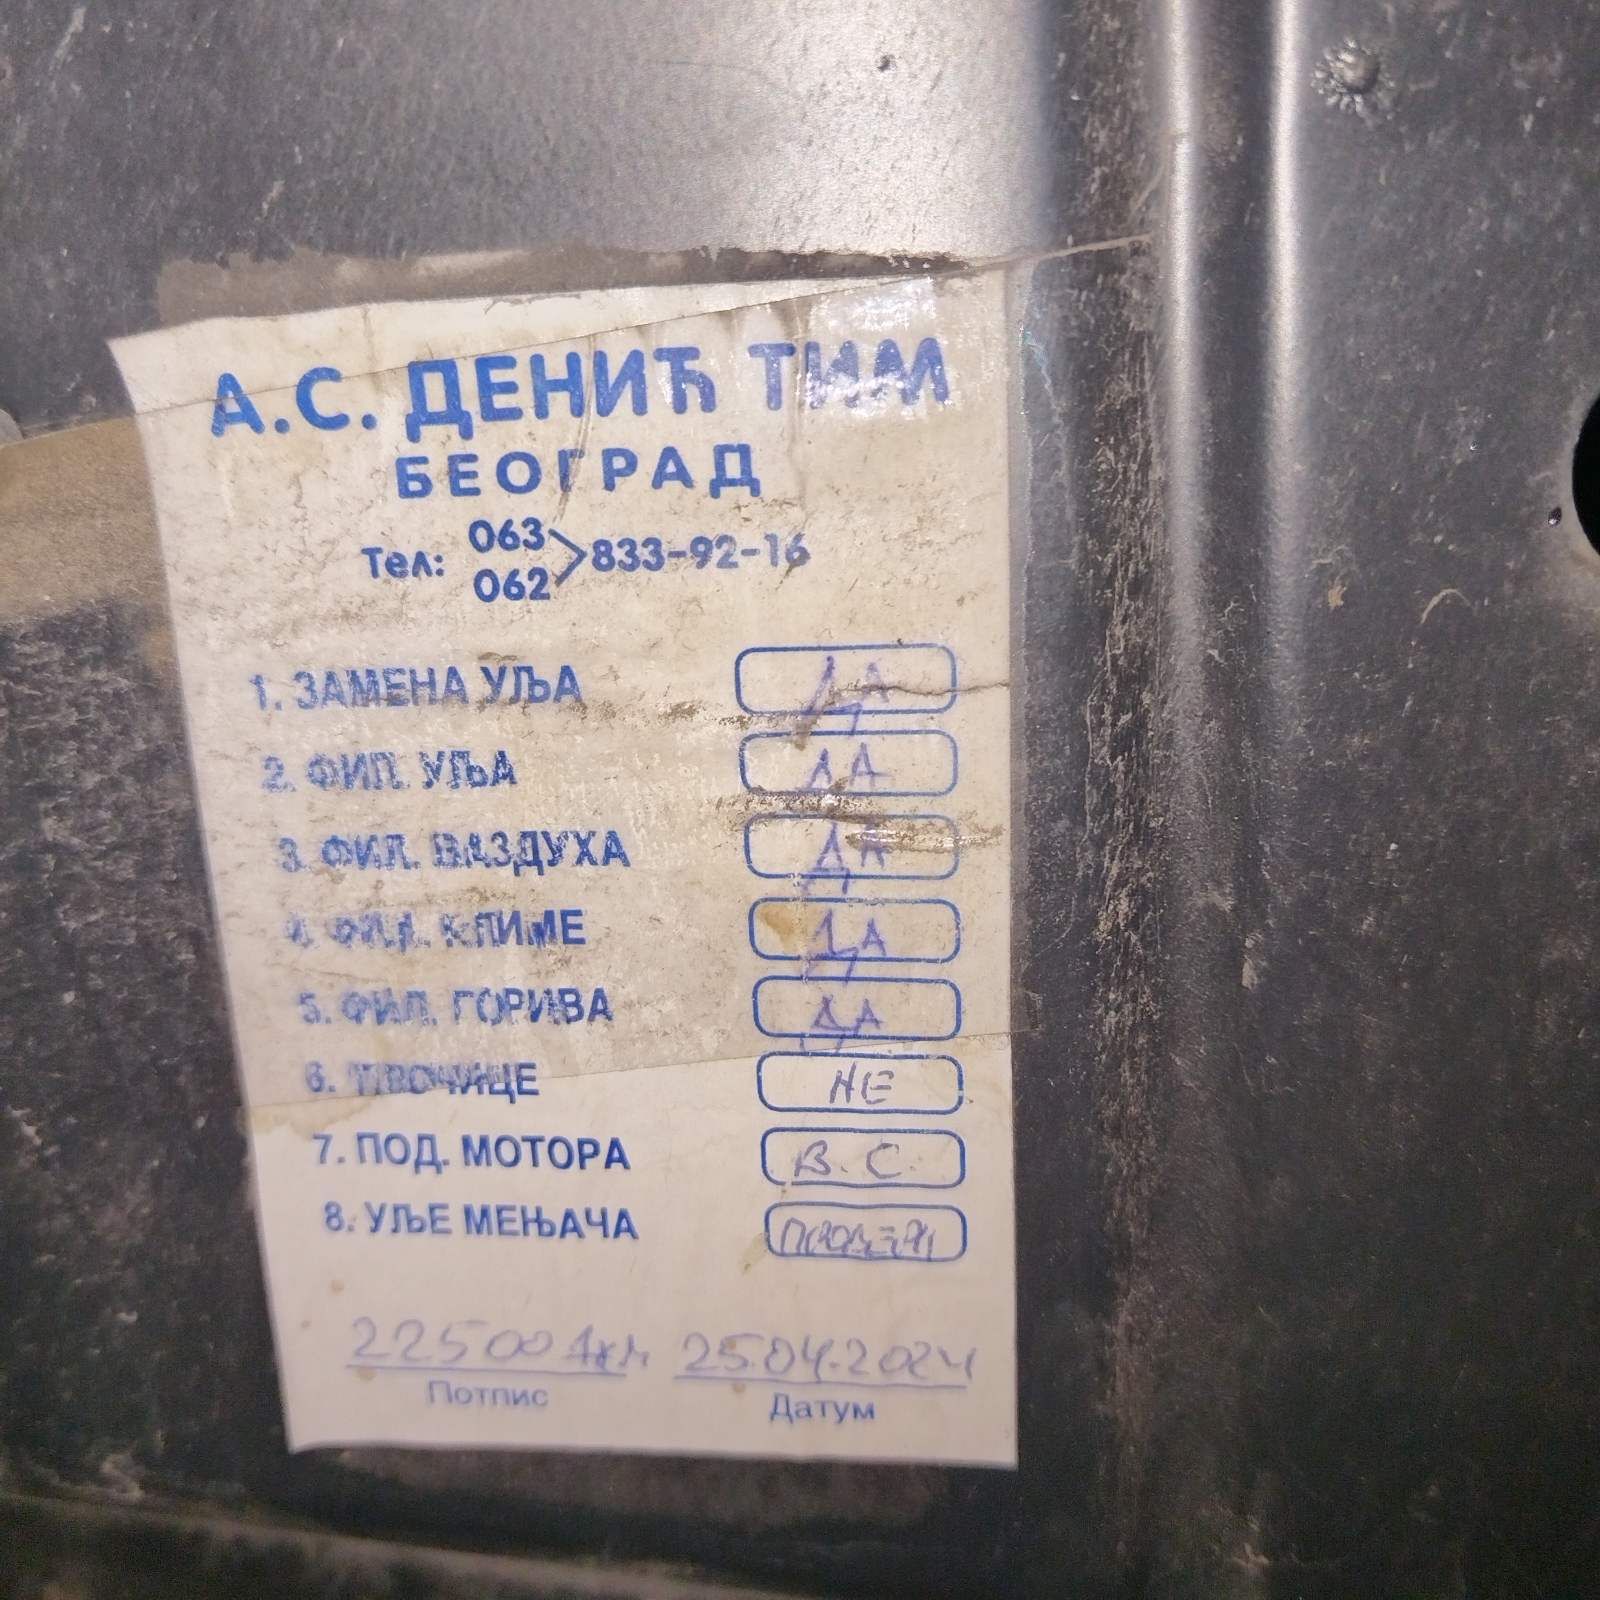 А.С. ДЕНИЋ ТИМ
БЕОГРАД
Тел: 063 062 833-92-16
1. ЗАМЕНА УЉА ДА
2. ФИЛ. УЉА ДА
3. ФИЛ. ВАЗДУХА ДА
4. ФИЛ. КЛИМЕ ДА
5. ФИЛ. ГОРИВА ДА
6. ПЛОЧИЦЕ НЕ
7. ПОД. МОТОРА В.С.
8. УЉЕ МЕЊАЧА
225001км 25.04.2024
Потпис Датум